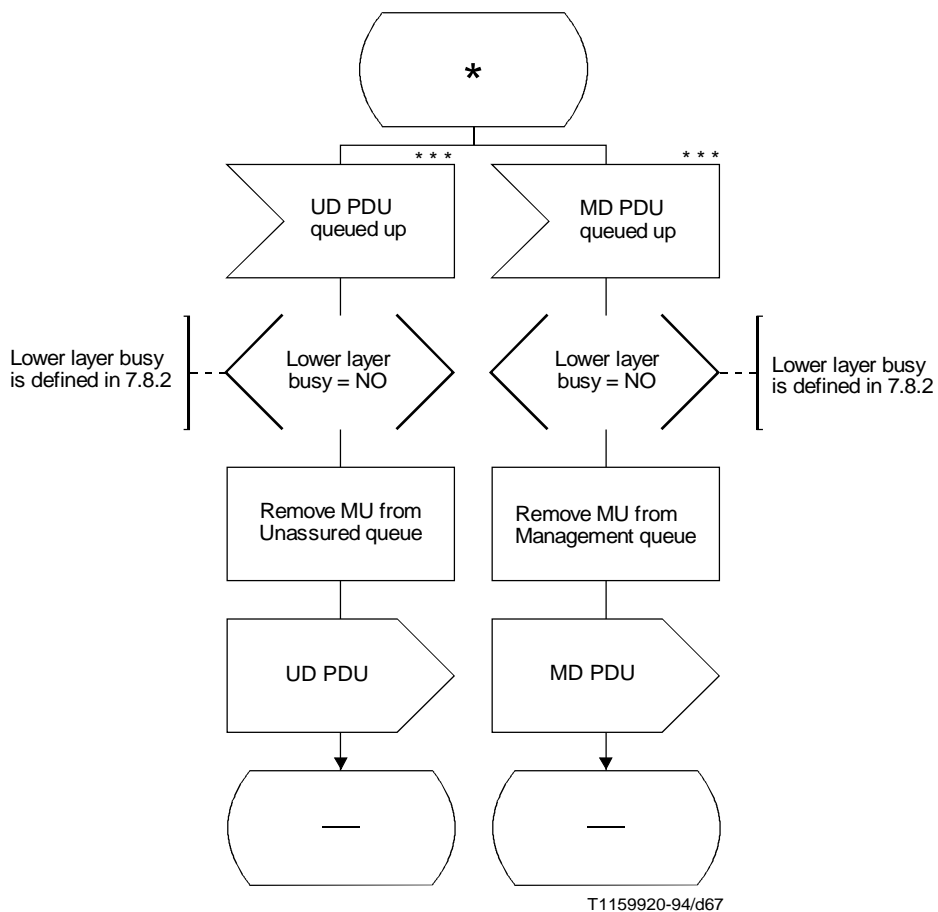 *
* * *
* * *
UD PDU
queued up
MD PDU
queued up
Lower layer busy
is defined in 7.8.2
Lower layer
busy = NO
Lower layer
busy = NO
Lower layer busy
is defined in 7.8.2
Remove MU from
Unassured queue
Remove MU from
Management queue
UD PDU
MD PDU
—
—
T1159920-94/d67